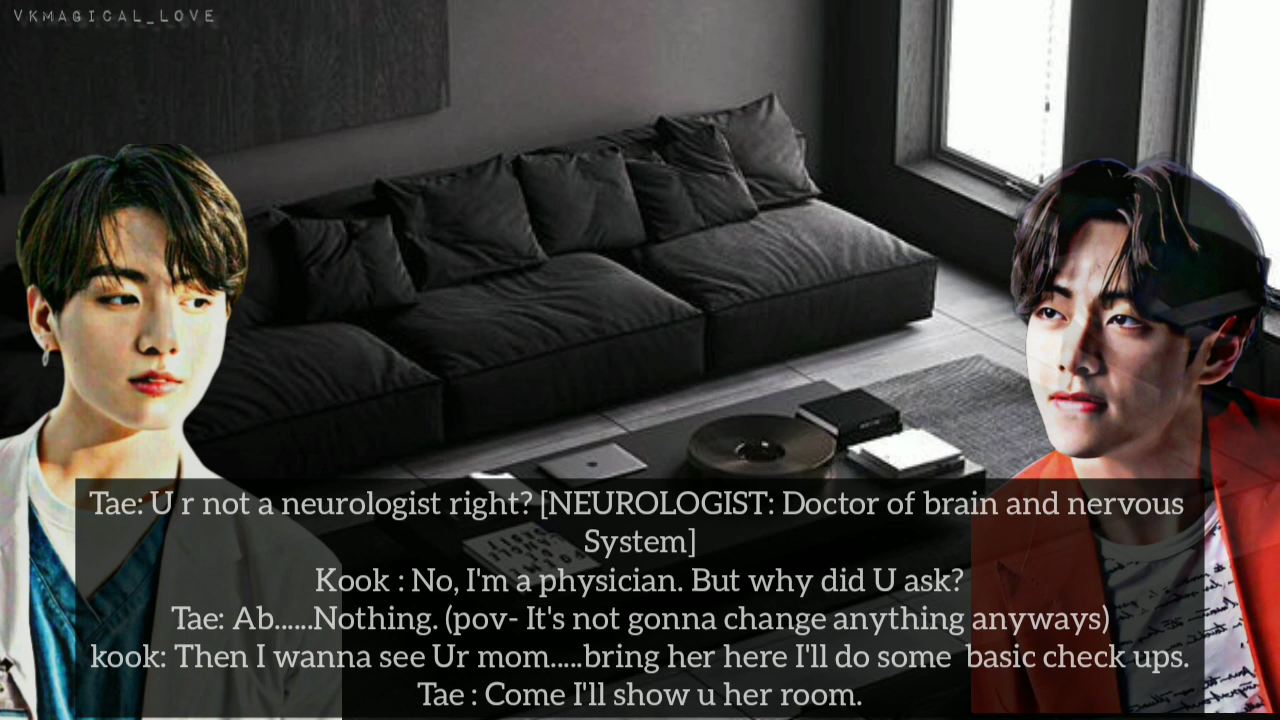 VKMAGICAL_LOVE
Tae: U r not a neurologist right? [NEUROLOGIST: Doctor of brain and nervous
System]
Kook : No, I'm a physician. But why did U ask?
Tae: Ab......Nothing. (pov- It's not gonna change anything anyways)
kook: Then I wanna see Ur mom.....bring her here I'll do some  basic check ups.
Tae : Come I'll show u her room.